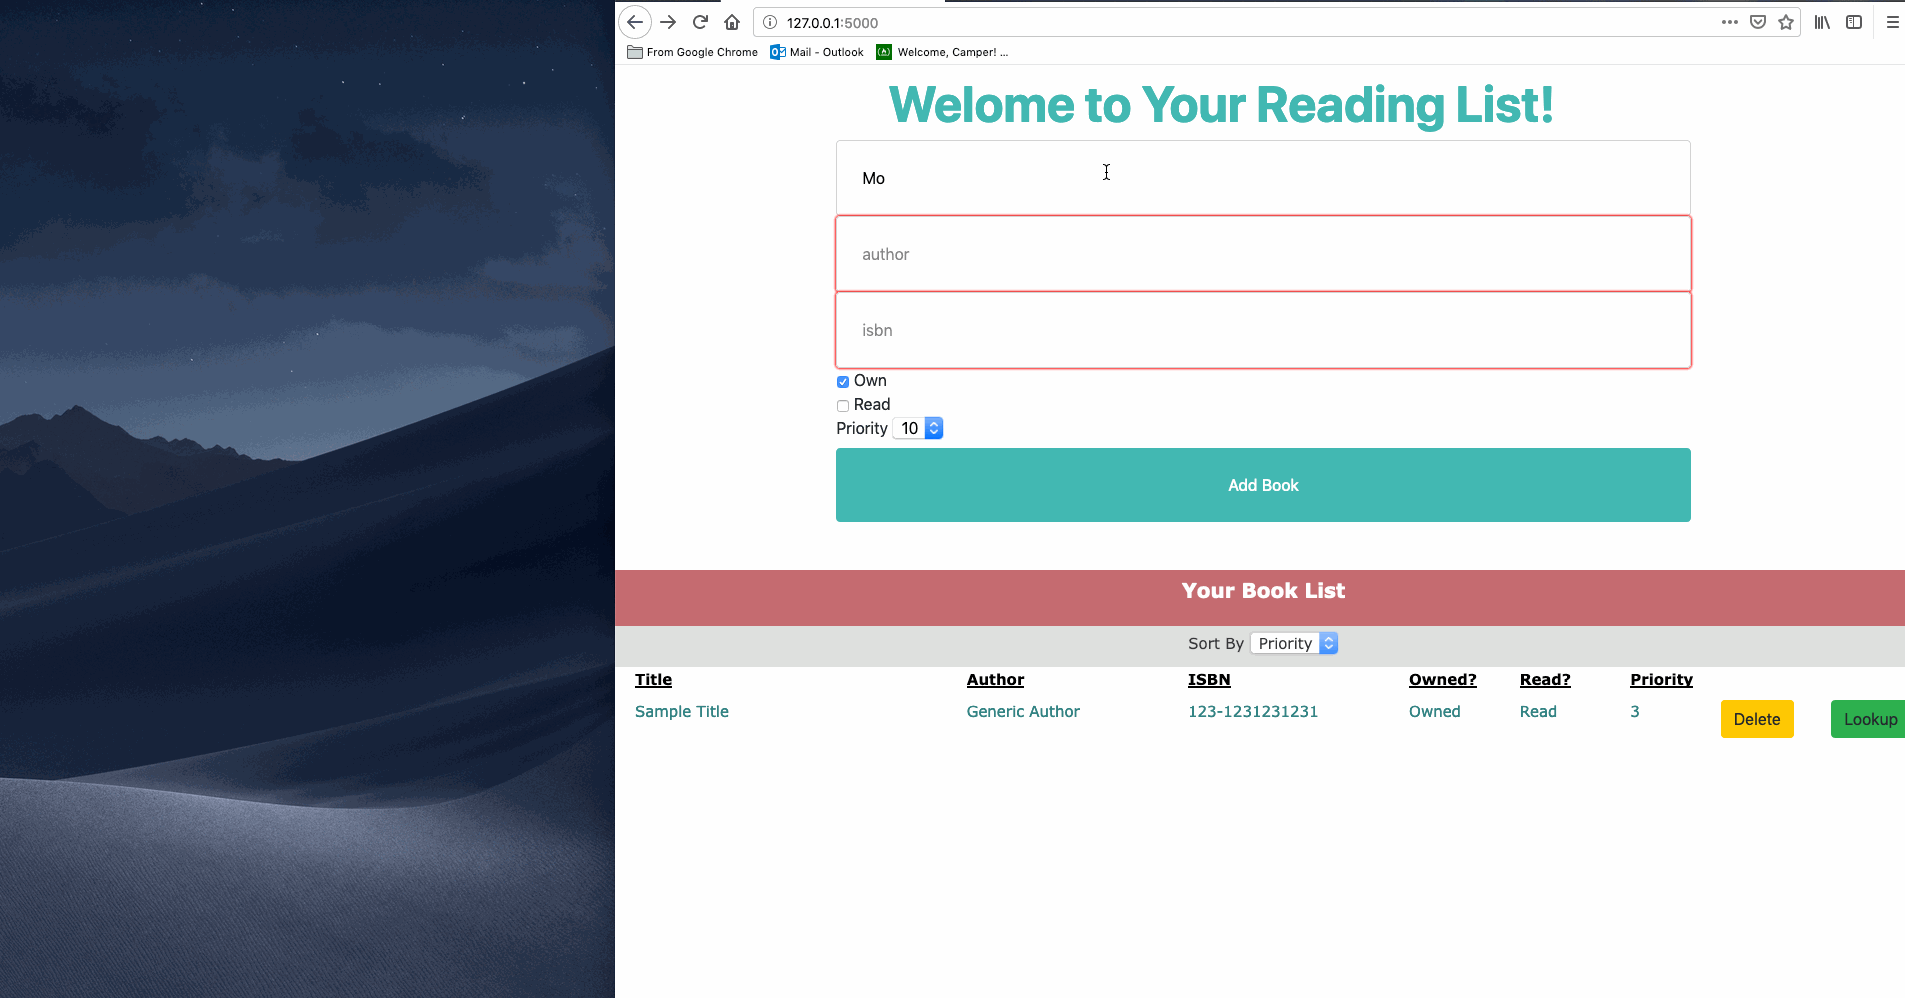 127.0.0.1:5000
From Google Chrome Mail - Outlook Welcome, Camper! ...
Welome to Your Reading List!
Mo
author
isbn
Own
Read
Priority 10
Add Book
Your Book List
Sort By Priority
Title Author ISBN Owned? Read? Priority
Sample Title Generic Author 123-1231231231 Owned Read 3 Delete Lookup